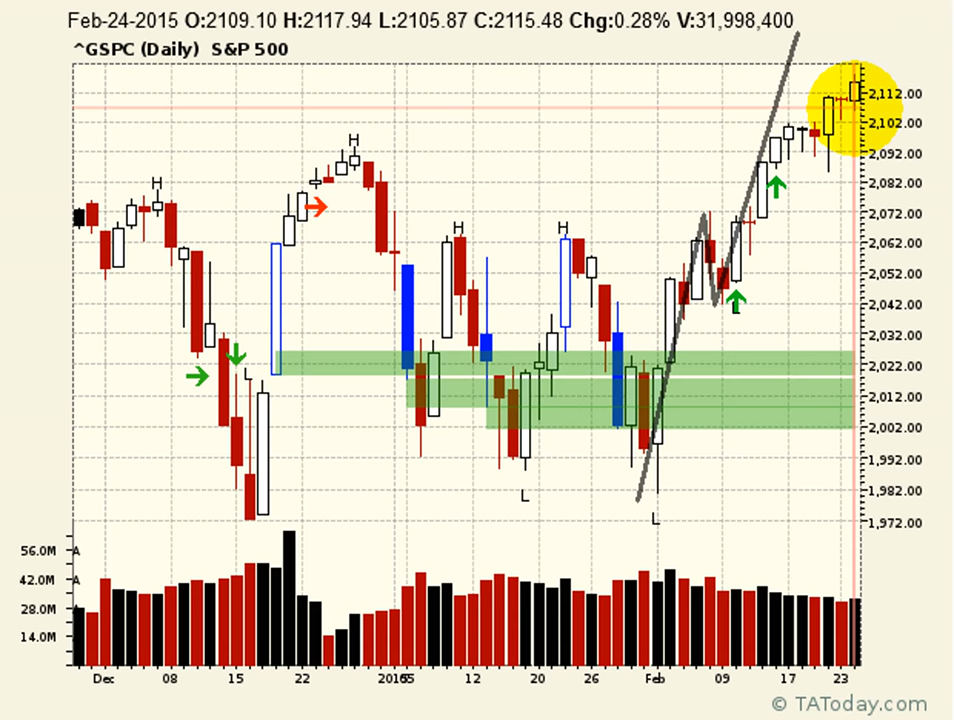 Feb-24-2015 O:2109.10 H:2117.94 L:2105.87 C:2115.48 Chg:0.28% V:31,998,400
^GSPC (Daily) S&P 500
2,112.00
2,102.00
2,092.00
H
H
2,082.00
2,072.00
H
H
2,062.00
2,052.00
2,042.00
L
2,032.00
2,022.00
L
2,012.00
2,002.00
1,992.00
L
1,982.00
L
1,972.00
56.0M A
42.0M A
28.0M A
14.0M
Dec 08 15 22 2015 12 20 26 Feb 09 17 23
© TAToday.com